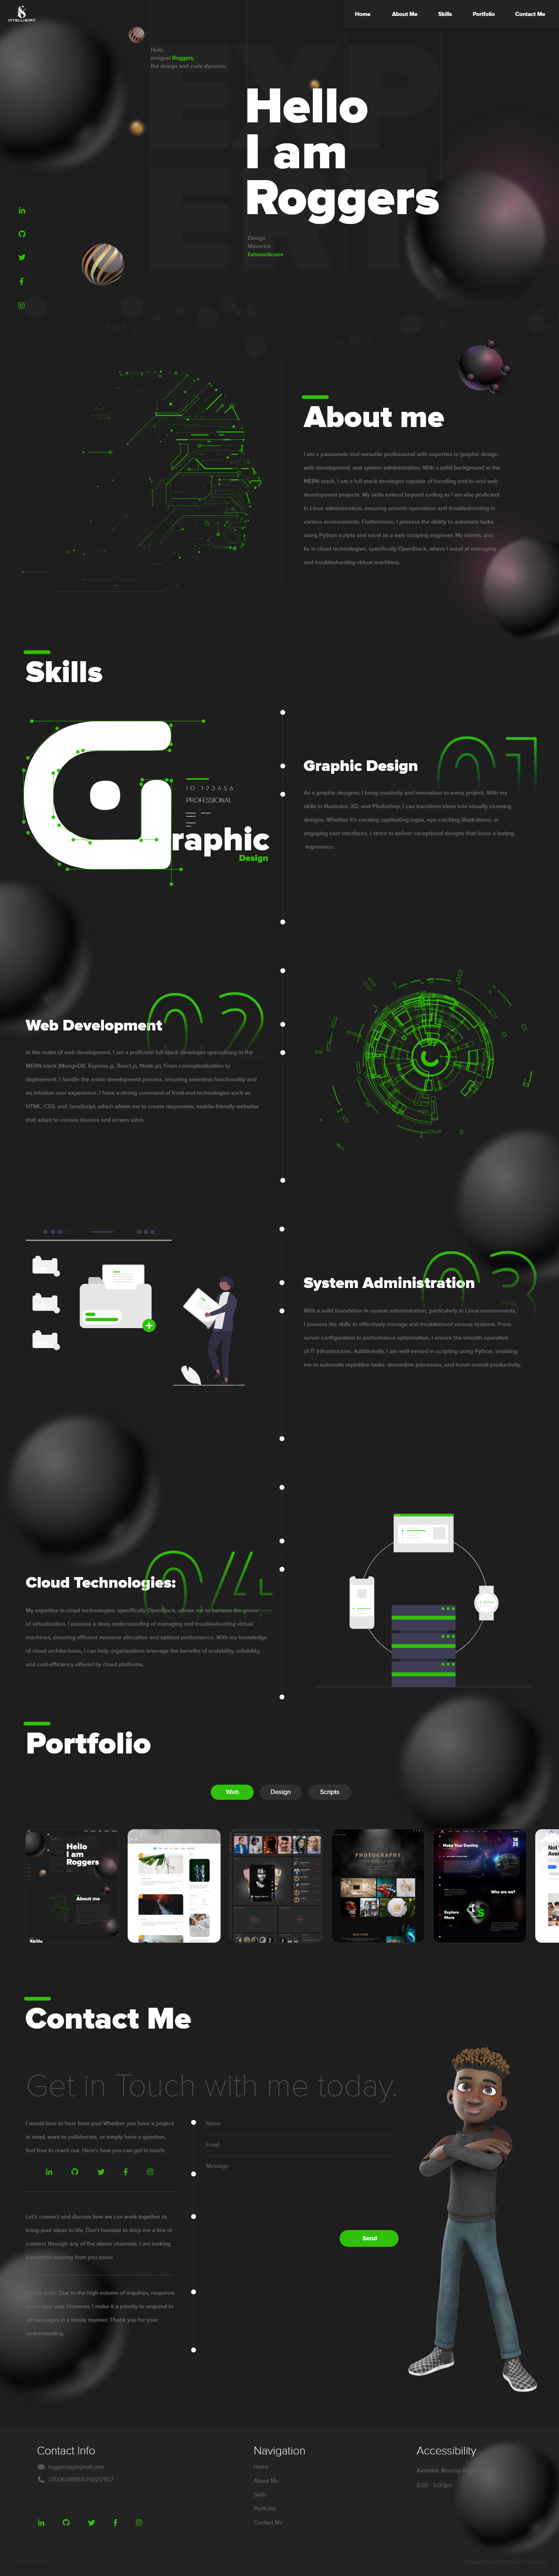 INTELLISINT
Home
About Me
Skills
Portfolio
Contact Me
Hola,
amigos! Roggers,
the design and code dynamo.
EXP
ERT
Hello
I am
Roggers
Design
Maverick
Extraordinaire
About me
I am a passionate and versatile professional with expertise in graphic design,
web development, and system administration. With a solid background in the
MERN stack, I am a full-stack developer capable of handling end-to-end web
development projects. My skills extend beyond coding as I am also proficient
in Linux administration, ensuring smooth operations and troubleshooting in
various environments. Furthermore, I possess the ability to automate tasks
using Python scripts and excel as a web scraping engineer. My talents also
lie in cloud technologies, specifically OpenStack, where I excel at managing
and troubleshooting virtual machines.
Skills
ID: 123456
PROFESSIONAL
Graphic
Design
01
Graphic Design
As a graphic designer, I bring creativity and innovation to every project. With my
skills in Illustrator, XD, and Photoshop, I can transform ideas into visually stunning
designs. Whether it's creating captivating logos, eye-catching illustrations, or
engaging user interfaces, I strive to deliver exceptional designs that leave a lasting
impression.
02
Web Development
In the realm of web development, I am a proficient full-stack developer specializing in the
MERN stack (MongoDB, Express.js, React.js, Node.js). From conceptualization to
deployment, I handle the entire development process, ensuring seamless functionality and
an intuitive user experience. I have a strong command of front-end technologies such as
HTML, CSS, and JavaScript, which allows me to create responsive, mobile-friendly websites
that adapt to various devices and screen sizes.
03
System Administration
With a solid foundation in system administration, particularly in Linux environments,
I possess the skills to effectively manage and troubleshoot various systems. From
server configuration to performance optimization, I ensure the smooth operation
of IT infrastructure. Additionally, I am well-versed in scripting using Python, enabling
me to automate repetitive tasks, streamline processes, and boost overall productivity.
04
Cloud Technologies:
My expertise in cloud technologies, specifically OpenStack, allows me to harness the power
of virtualization. I possess a deep understanding of managing and troubleshooting virtual
machines, ensuring efficient resource allocation and optimal performance. With my knowledge
of cloud architectures, I can help organizations leverage the benefits of scalability, reliability,
and cost-efficiency offered by cloud platforms.
Portfolio
Web
Design
Scripts
Hello
I am
Roggers
About me
Skills
PHOTOGRAPHY
Make Your Destiny
18
23
Who are we?
Explore
More
Contact Me
Get in Touch with me today.
I would love to hear from you! Whether you have a project
in mind, want to collaborate, or simply have a question,
feel free to reach out. Here's how you can get in touch:
Let's connect and discuss how we can work together to
bring your ideas to life. Don't hesitate to drop me a line or
connect through any of the above channels. I am looking
forward to hearing from you soon!
Please note: Due to the high volume of inquiries, response
times may vary. However, I make it a priority to respond to
all messages in a timely manner. Thank you for your
understanding.
Name
Email
Message
Send
Contact Info
Navigation
Home
About Me
Skills
Portfolio
Contact Me
Accessibility
Available Monday-Friday
8:00 - 5:00pm